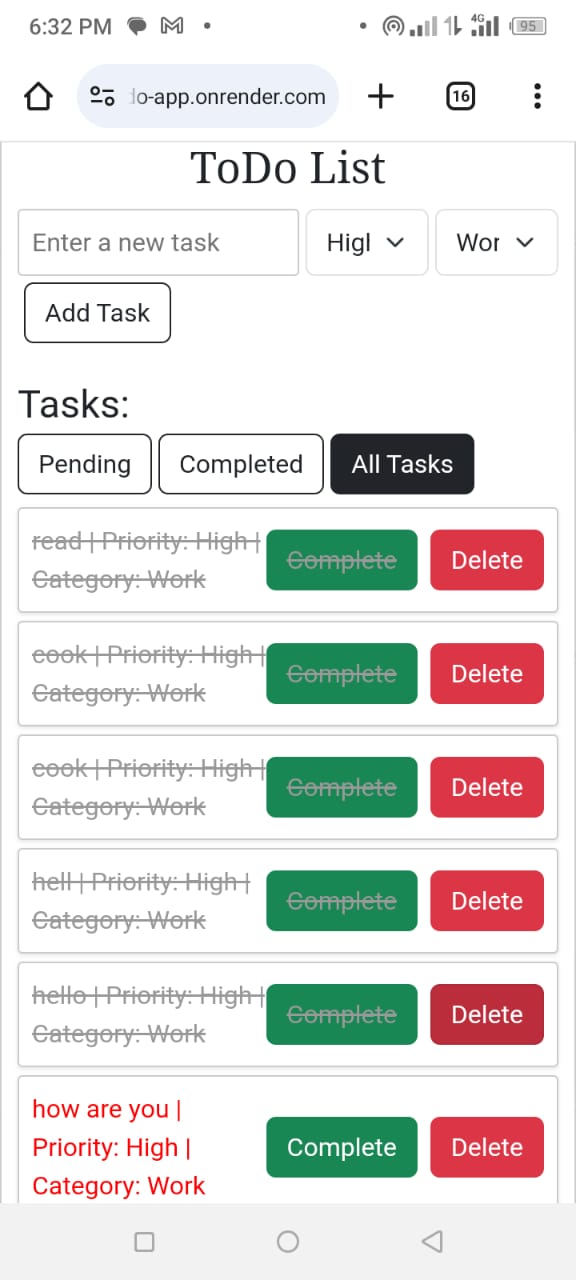 6:32 PM
4G
95
do-app.onrender.com
16
ToDo List
Enter a new task
Higl
Wor
Add Task
Tasks:
Pending
Completed
All Tasks
read | Priority: High |
Category: Work
Complete
Delete
cook | Priority: High |
Category: Work
Complete
Delete
cook | Priority: High |
Category: Work
Complete
Delete
hell | Priority: High |
Category: Work
Complete
Delete
hello | Priority: High |
Category: Work
Complete
Delete
how are you |
Priority: High |
Category: Work
Complete
Delete